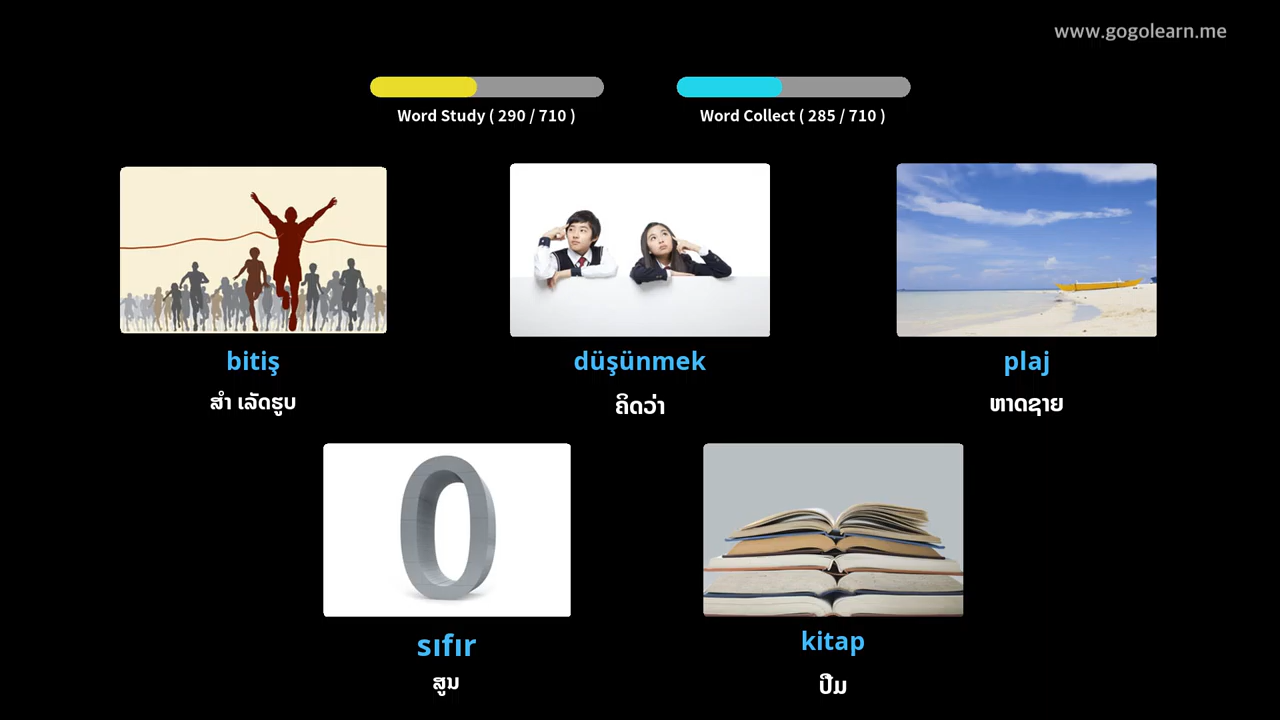 www.gogolearn.me
Word Study ( 290 / 710 )
Word Collect ( 285 / 710 )
bitiş
düşünmek
plaj
ສຳ ເລັດຮູບ
ຄິດວ່າ
ຫາດຊາຍ
sıfır
kitap
ສູນ
ປຶ້ມ